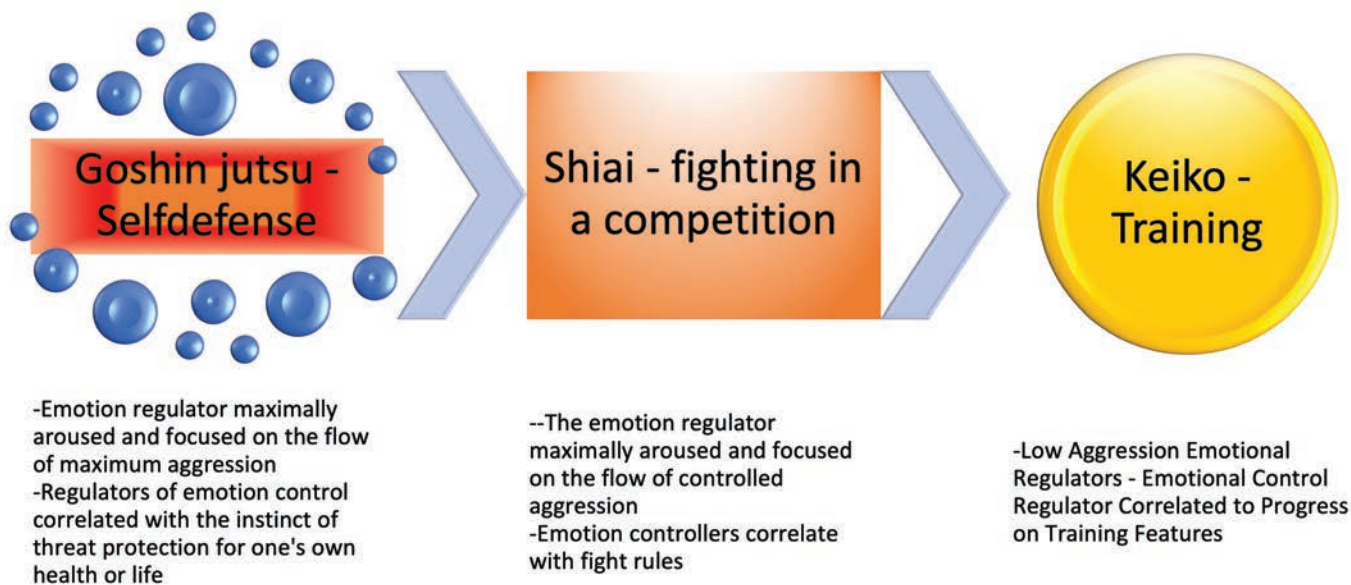 Goshin jutsu -
Selfdefense
Shiai - fighting in
a competition
Keiko -
Training
-Emotion regulator maximally
aroused and focused on the flow
of maximum aggression
-Regulators of emotion control
correlated with the instinct of
threat protection for one's own
health or life
--The emotion regulator
maximally aroused and focused
on the flow of controlled
aggression
-Emotion controllers correlate
with fight rules
-Low Aggression Emotional
Regulators - Emotional Control
Regulator Correlated to Progress
on Training Features